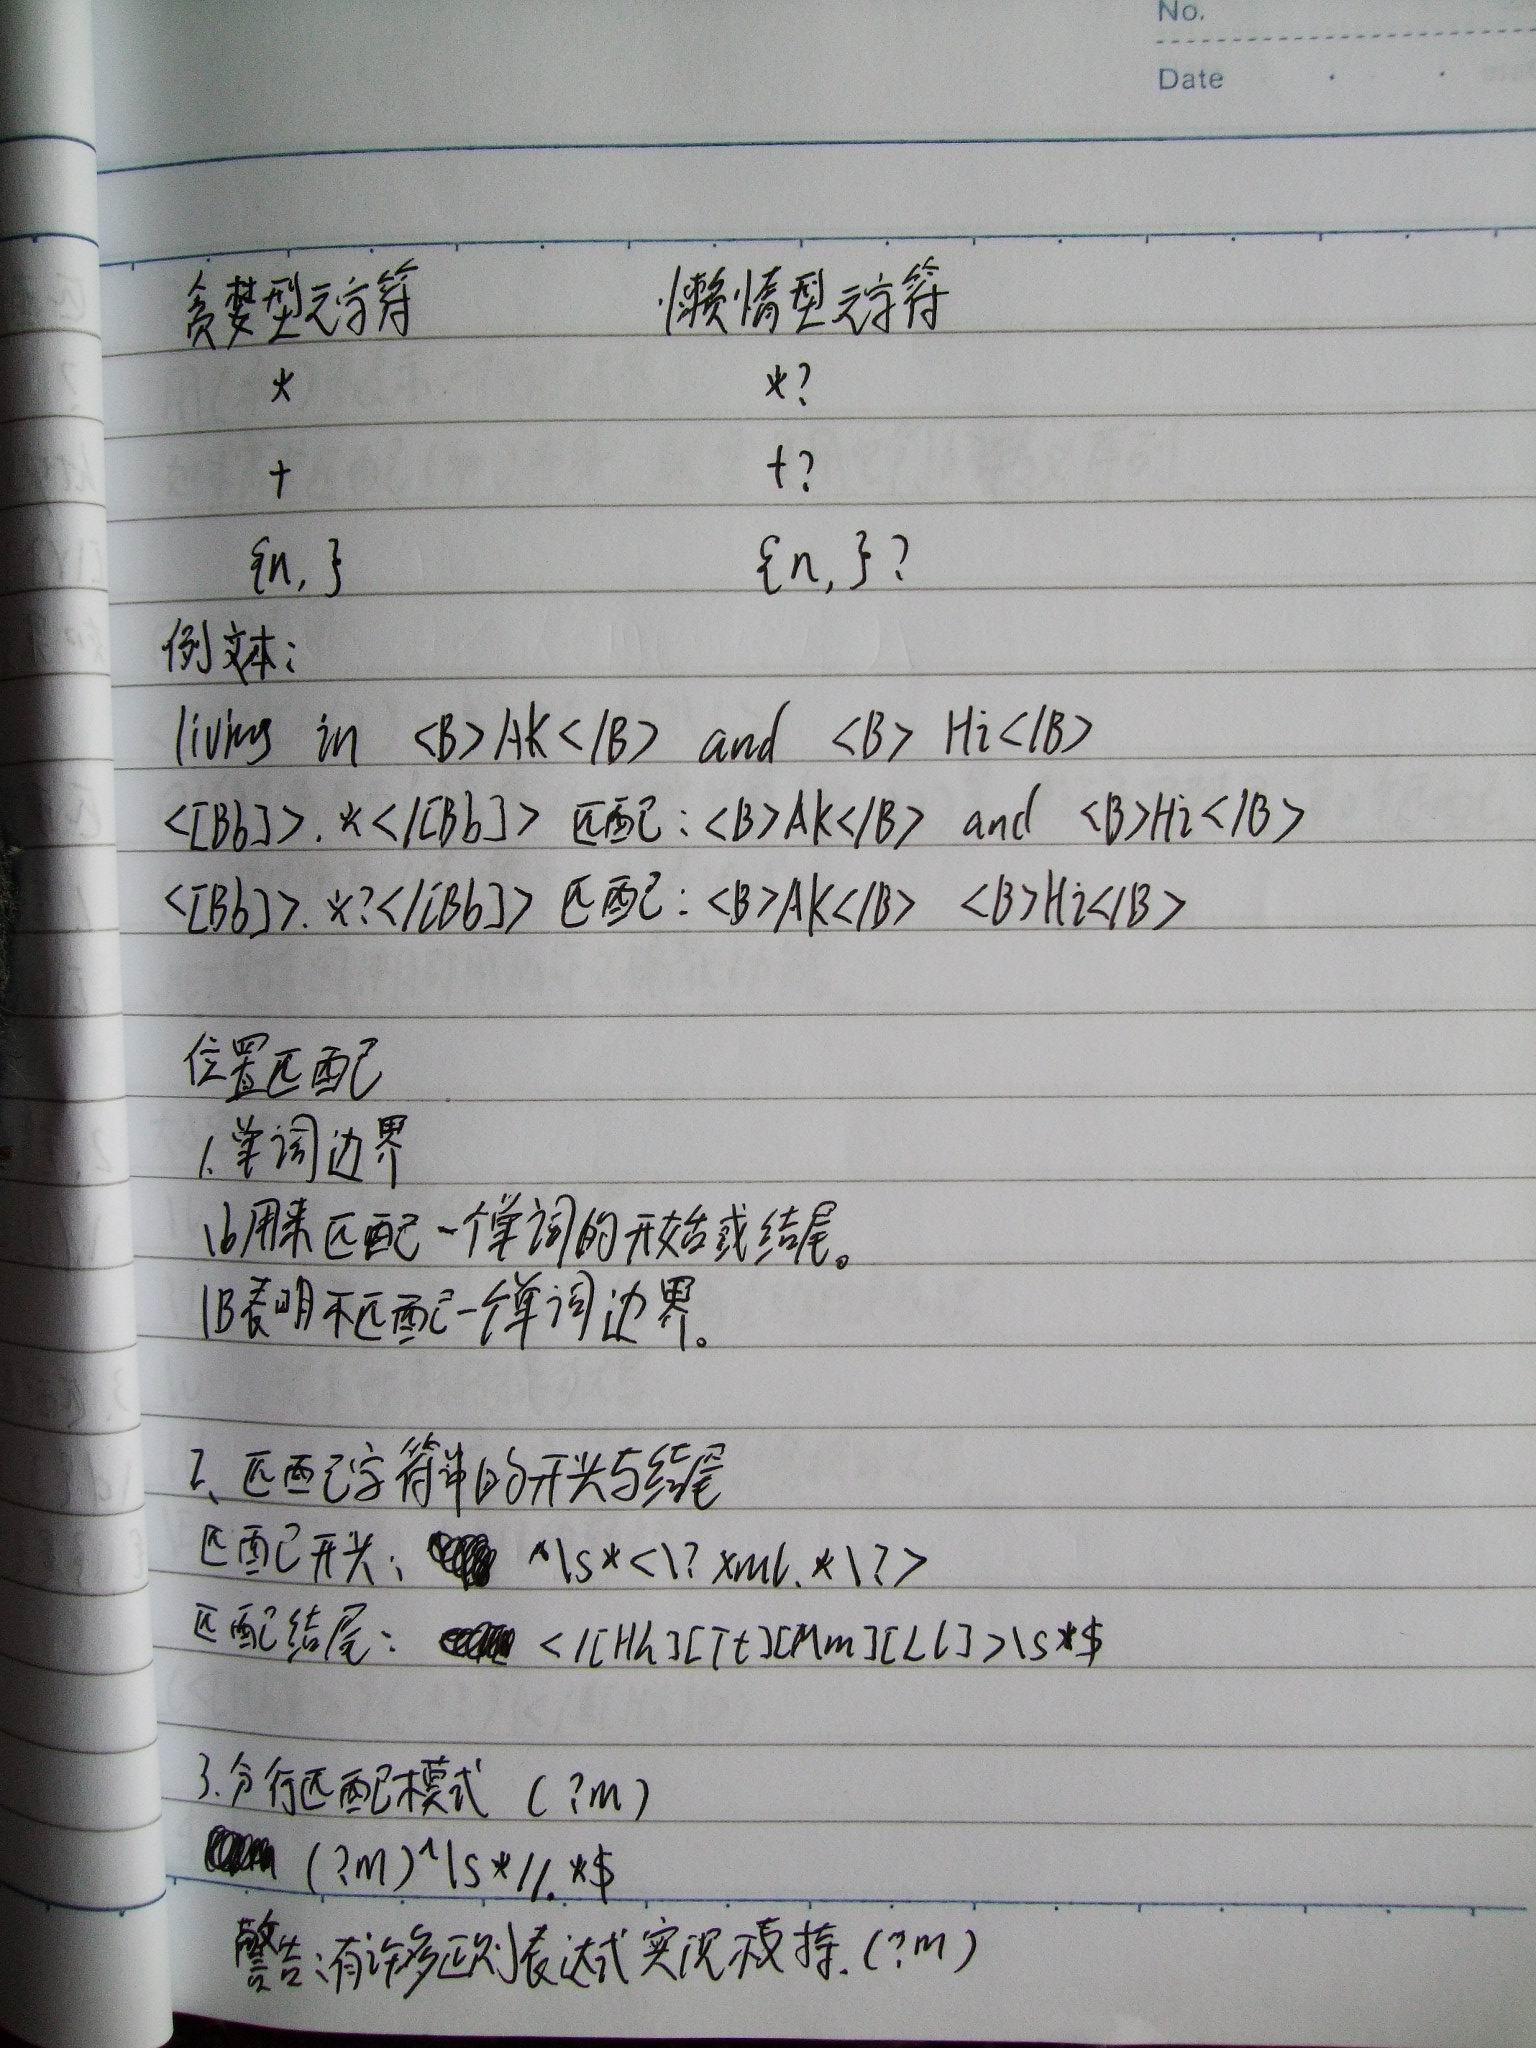 No.
Date
贪婪型元字符 懒惰型元字符
* *?
+ +?
{n,} {n,}?
例文本:
living in <B>AK</B> and <B> Hi</B>
<[Bb]>.*</[Bb]> 匹配:<B>AK</B> and <B>Hi</B>
<[Bb]>.*?</[Bb]> 匹配:<B>AK</B> <B>Hi</B>
位置匹配
1.单词边界
\b用来匹配一个单词的开始或结尾。
\B表明不匹配一个单词边界。
2、匹配字符串的开头与结尾
匹配开头: ^\s*<\?xml.*\?>
匹配结尾: </[Hh][Tt][Mm][Ll]>\s*$
3.分行匹配模式 (?m)
(?m)^\s*//.*$
警告:有许多正则表达式实现不支持.(?m)